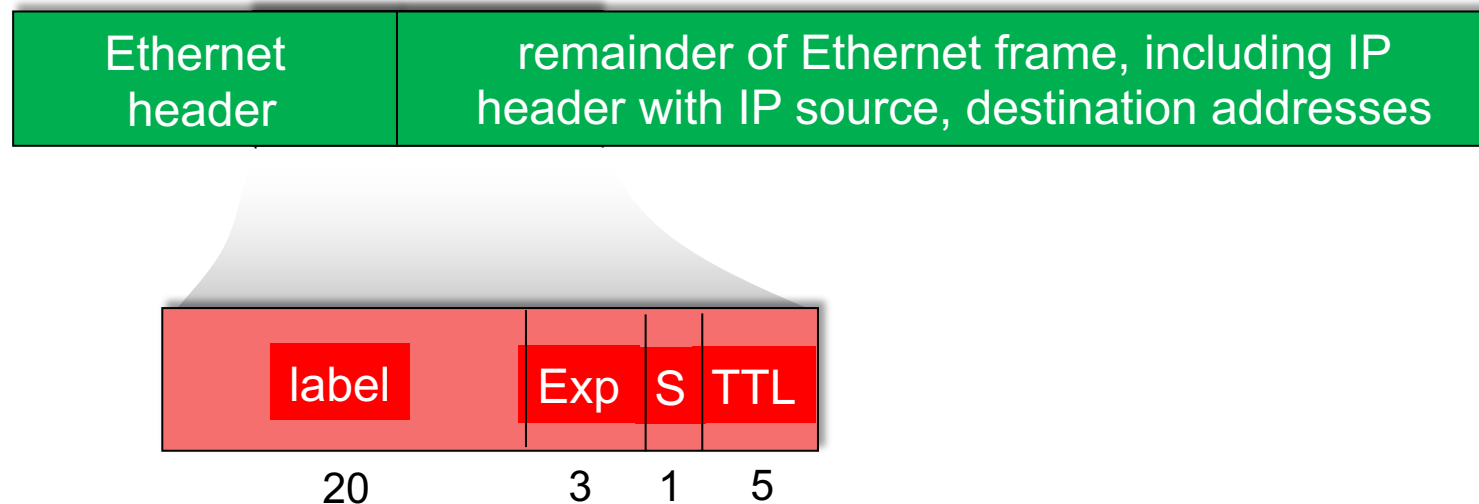 Ethernet
header
remainder of Ethernet frame, including IP
header with IP source, destination addresses
label Exp S TTL
20 3 1 5